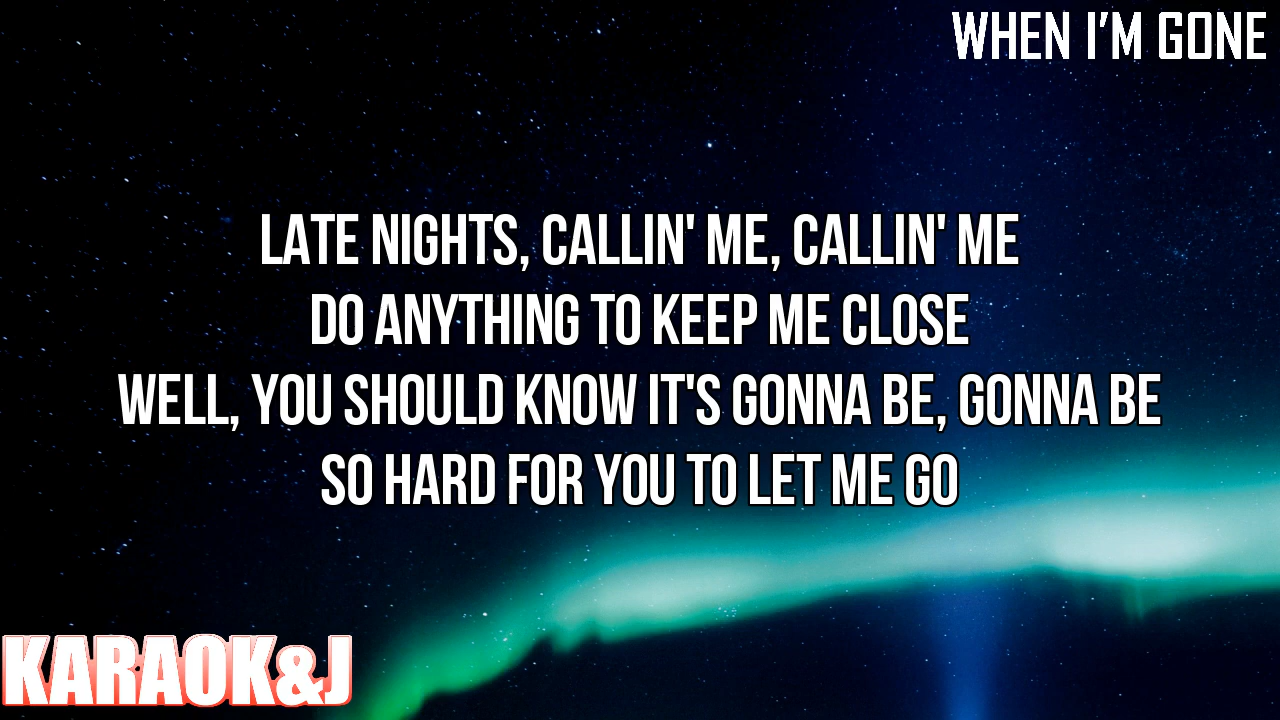 WHEN I'M GONE
LATE NIGHTS, CALLIN' ME, CALLIN' ME
DO ANYTHING TO KEEP ME CLOSE
WELL, YOU SHOULD KNOW IT'S GONNA BE, GONNA BE
SO HARD FOR YOU TO LET ME GO
KARAOK&J